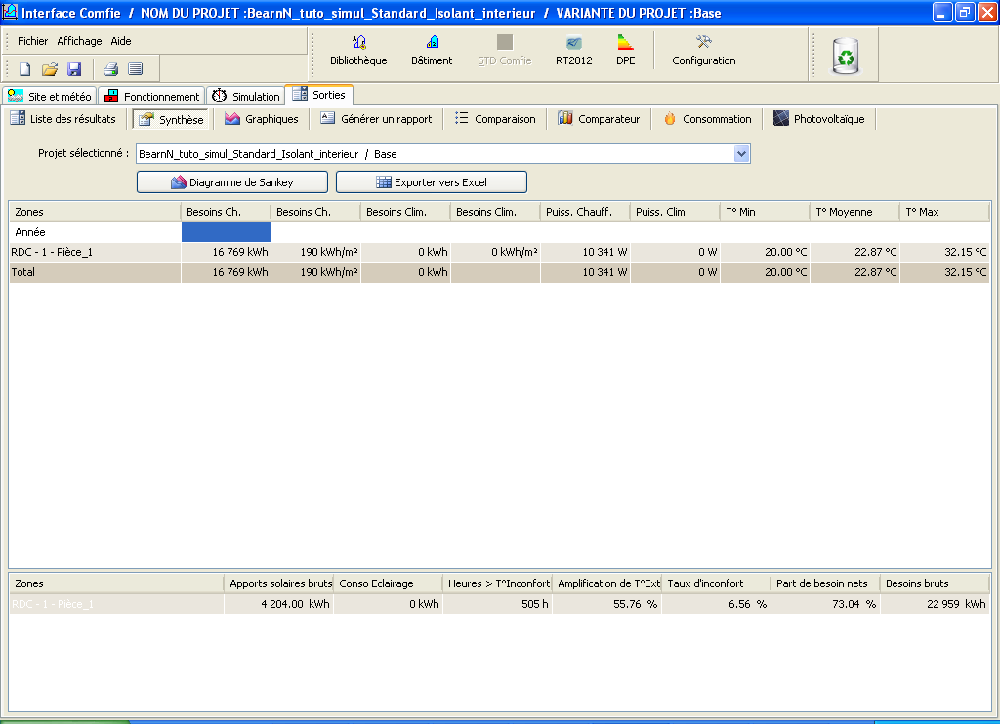 Interface Comfie / NOM DU PROJET :BearnN_tuto_simul_Standard_Isolant_interieur / VARIANTE DU PROJET :Base
Fichier Affichage Aide
Bibliothèque Bâtiment STD Comfie RT2012 DPE Configuration
Site et météo Fonctionnement Simulation Sorties
Liste des résultats Synthèse Graphiques Générer un rapport Comparaison Comparateur Consommation Photovoltaïque
Projet sélectionné : BearnN_tuto_simul_Standard_Isolant_interieur / Base
Diagramme de Sankey Exporter vers Excel
Zones Besoins Ch. Besoins Ch. Besoins Clim. Besoins Clim. Puiss. Chauff. Puiss. Clim. T° Min T° Moyenne T° Max
Année
RDC - 1 - Pièce_1 16 769 kWh 190 kWh/m² 0 kWh 0 kWh/m² 10 341 W 0 W 20.00 °C 22.87 °C 32.15 °C
Total 16 769 kWh 190 kWh/m² 0 kWh 10 341 W 0 W 20.00 °C 22.87 °C 32.15 °C
Zones Apports solaires bruts Conso Eclairage Heures > T°Inconfort Amplification de T°Ext Taux d'inconfort Part de besoin nets Besoins bruts
RDC - 1 - Pièce_1 4 204.00 kWh 0 kWh 505 h 55.76 % 6.56 % 73.04 % 22 959 kWh